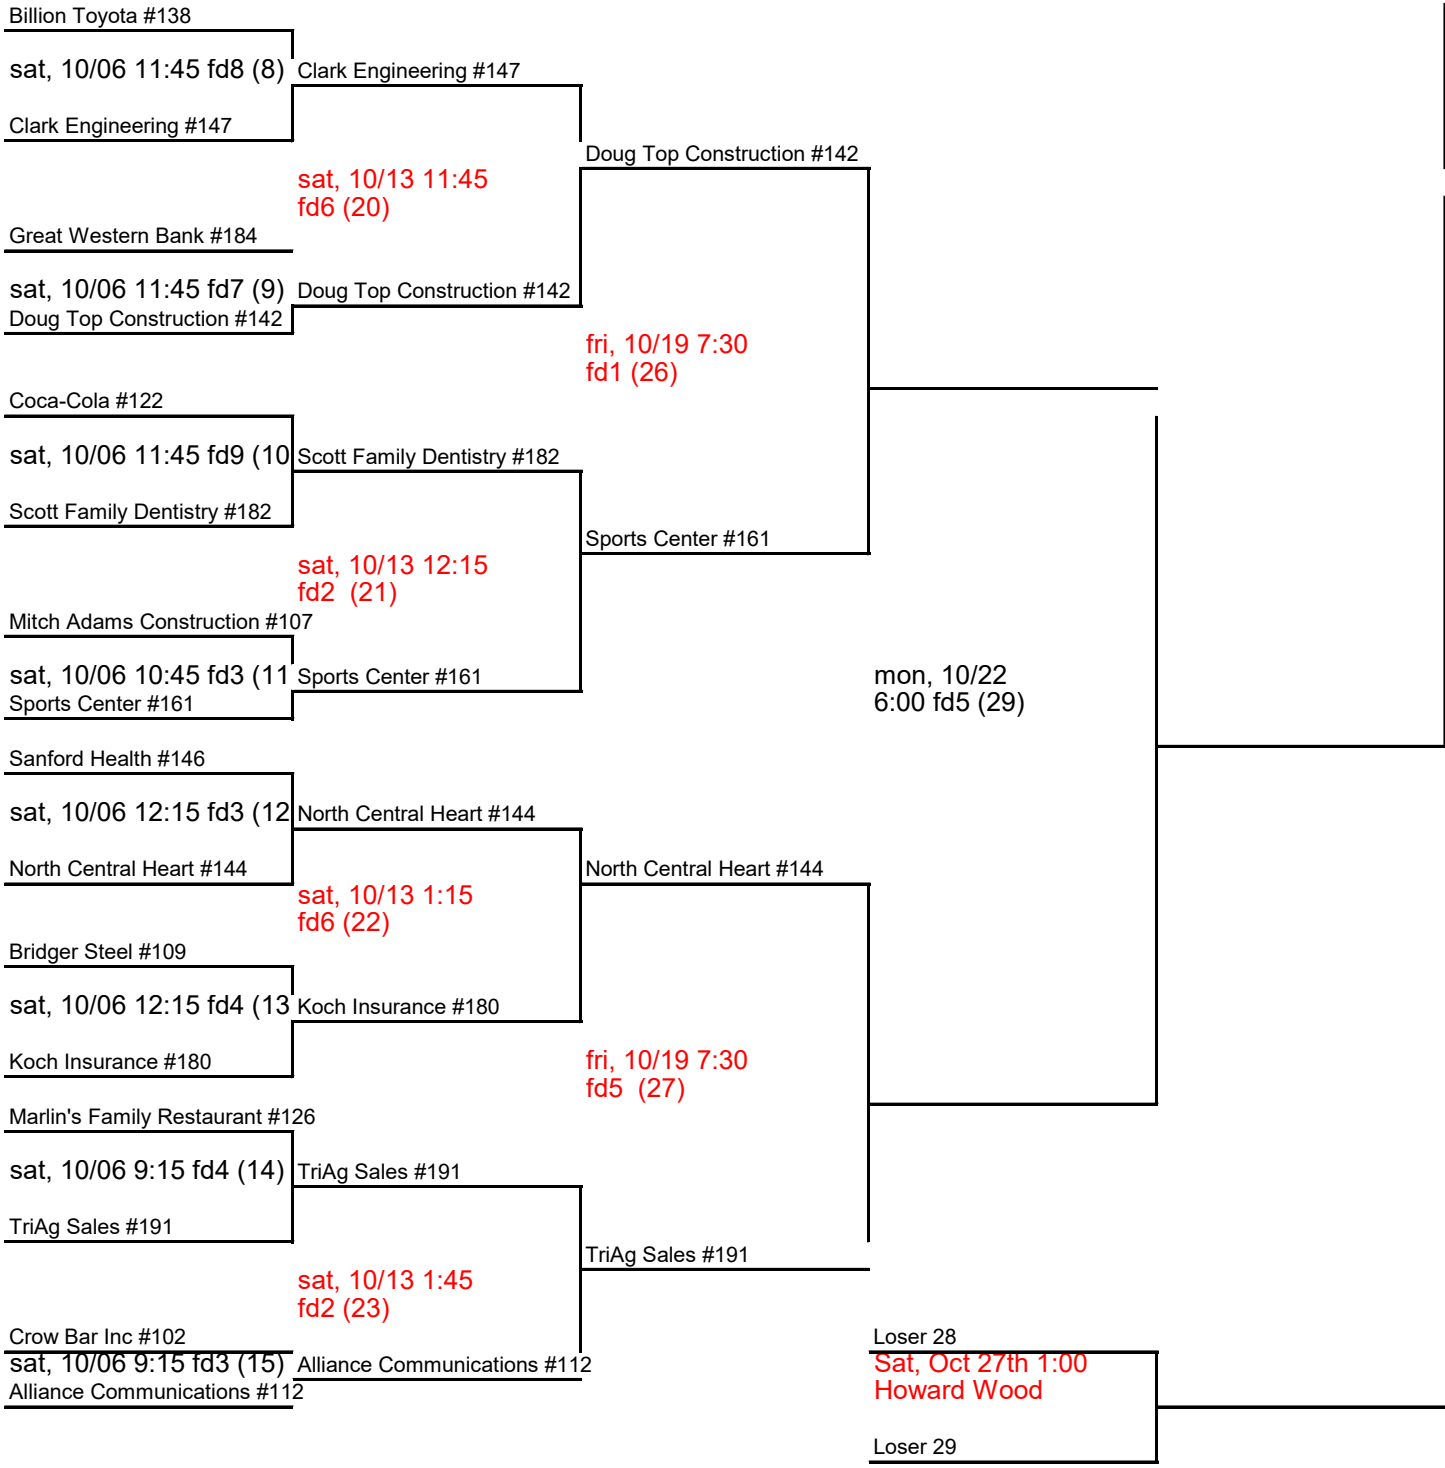 Billion Toyota #138
sat, 10/06 11:45 fd8 (8)
Clark Engineering #147
Clark Engineering #147
Doug Top Construction #142
sat, 10/13 11:45
fd6 (20)
Great Western Bank #184
sat, 10/06 11:45 fd7 (9)
Doug Top Construction #142
Doug Top Construction #142
fri, 10/19 7:30
fd1 (26)
Coca-Cola #122
sat, 10/06 11:45 fd9 (10
Scott Family Dentistry #182
Scott Family Dentistry #182
Sports Center #161
sat, 10/13 12:15
fd2 (21)
Mitch Adams Construction #107
sat, 10/06 10:45 fd3 (11
Sports Center #161
Sports Center #161
mon, 10/22
6:00 fd5 (29)
Sanford Health #146
sat, 10/06 12:15 fd3 (12
North Central Heart #144
North Central Heart #144
North Central Heart #144
sat, 10/13 1:15
fd6 (22)
Bridger Steel #109
sat, 10/06 12:15 fd4 (13
Koch Insurance #180
Koch Insurance #180
fri, 10/19 7:30
fd5 (27)
Marlin's Family Restaurant #126
sat, 10/06 9:15 fd4 (14)
TriAg Sales #191
TriAg Sales #191
TriAg Sales #191
sat, 10/13 1:45
fd2 (23)
Crow Bar Inc #102
sat, 10/06 9:15 fd3 (15)
Alliance Communications #112
Alliance Communications #112
Loser 28
Sat, Oct 27th 1:00
Howard Wood
Loser 29